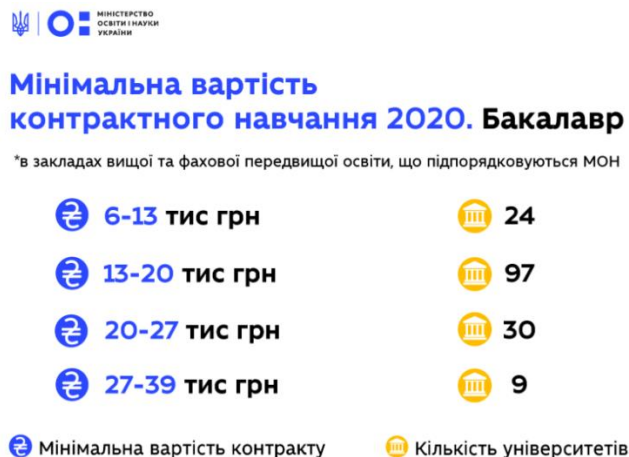 МІНІСТЕРСТВО
ОСВІТИ І НАУКИ
УКРАЇНИ
Мінімальна вартість
контрактного навчання 2020. Бакалавр
*в закладах вищої та фахової передвищої освіти, що підпорядковуються МОН
6-13 тис грн 24
13-20 тис грн 97
20-27 тис грн 30
27-39 тис грн 9
Мінімальна вартість контракту Кількість університетів